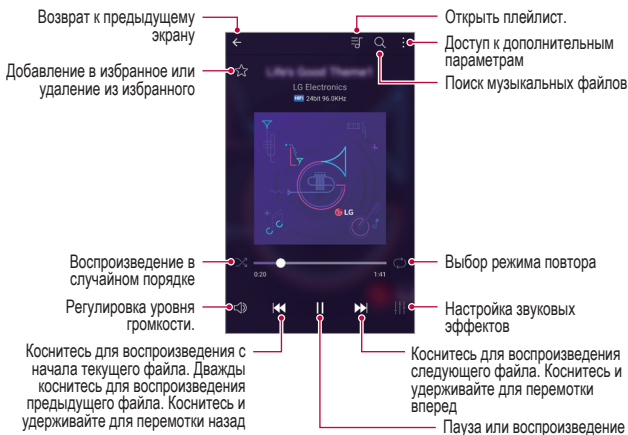 Возврат к предыдущему
экрану
Открыть плейлист.
Доступ к дополнительным
параметрам
Добавление в избранное или
удаление из избранного
Поиск музыкальных файлов
Life's Good Theme1
LG Electronics
HIFI 24bit 96.0KHz
LG
Воспроизведение в
случайном порядке
Выбор режима повтора
0:20
1:41
Регулировка уровня
громкости.
Настройка звуковых
эффектов
Коснитесь для воспроизведения с
начала текущего файла. Дважды
коснитесь для воспроизведения
предыдущего файла. Коснитесь и
удерживайте для перемотки назад
Коснитесь для воспроизведения
следующего файла. Коснитесь и
удерживайте для перемотки
вперед
Пауза или воспроизведение